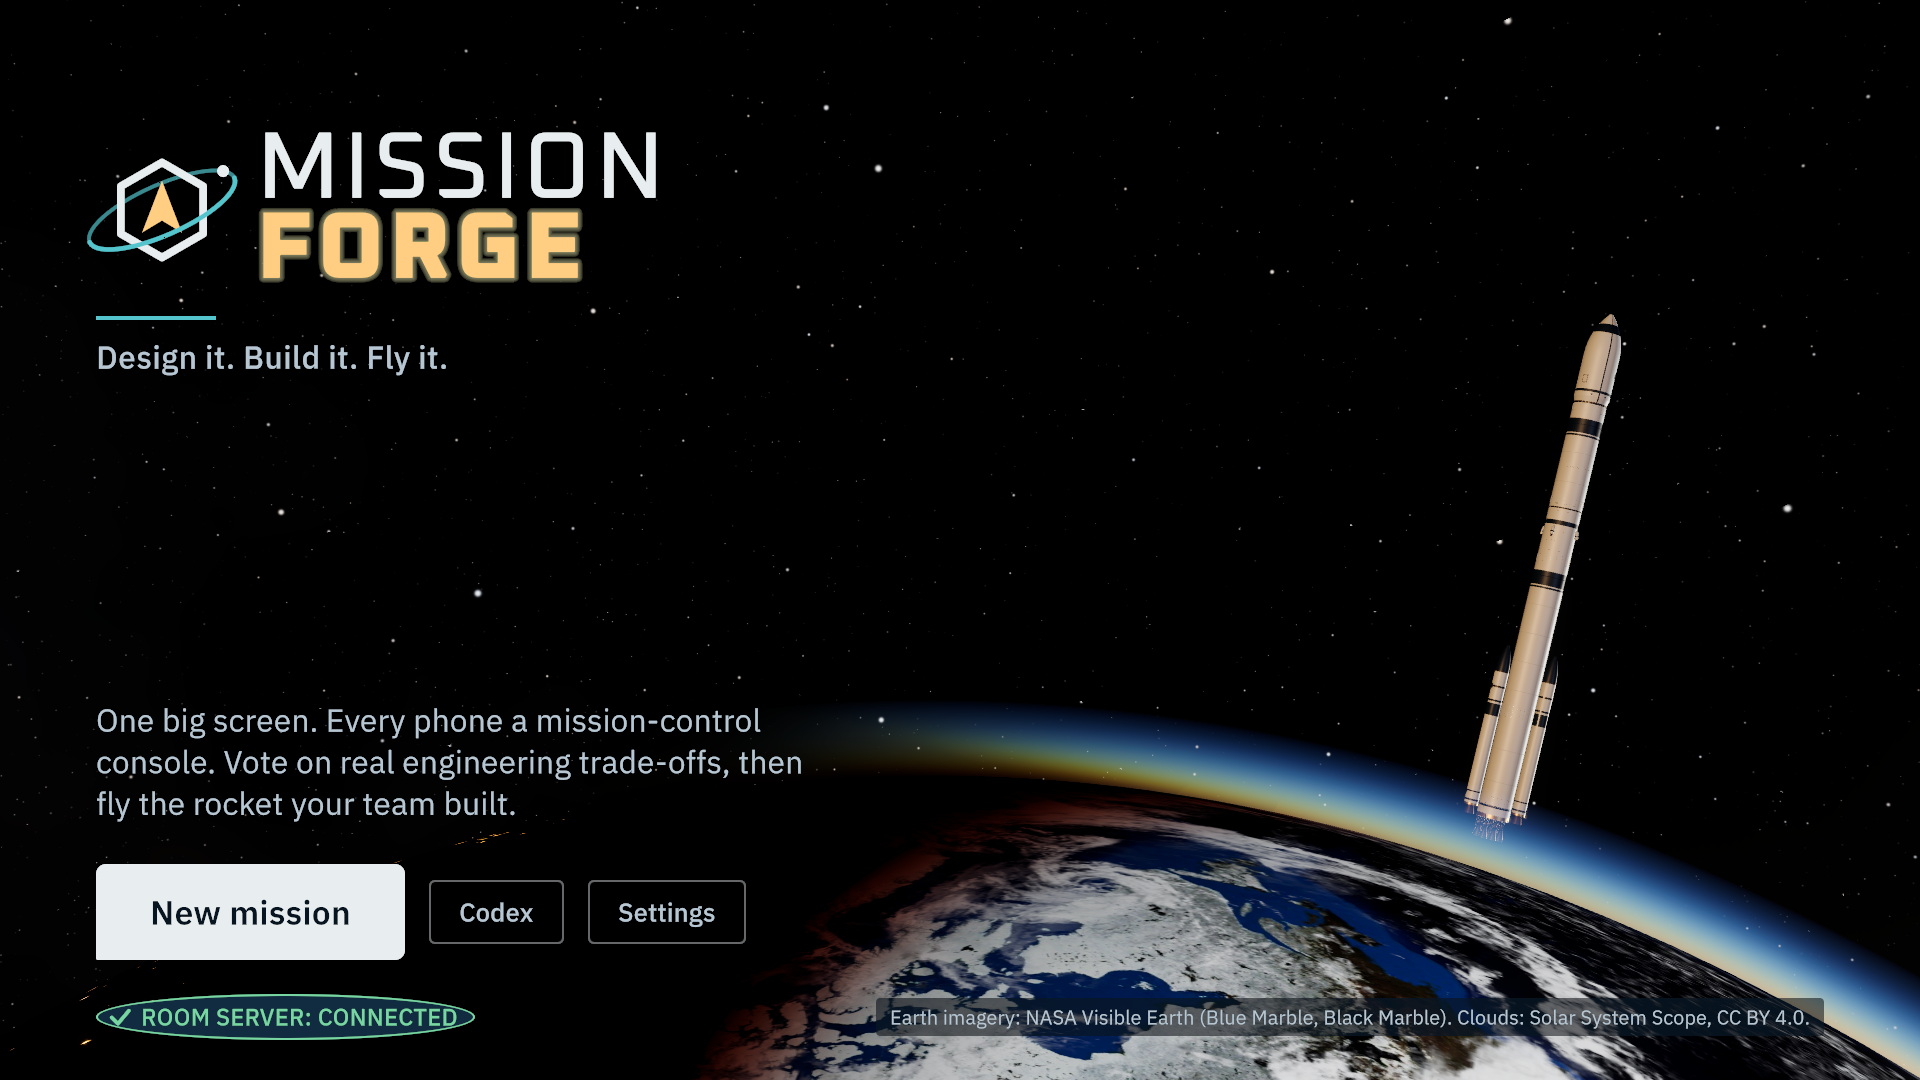 MISSION
FORGE
Design it. Build it. Fly it.
One big screen. Every phone a mission-control
console. Vote on real engineering trade-offs, then
fly the rocket your team built.
New mission
Codex
Settings
ROOM SERVER: CONNECTED
Earth imagery: NASA Visible Earth (Blue Marble, Black Marble). Clouds: Solar System Scope, CC BY 4.0.